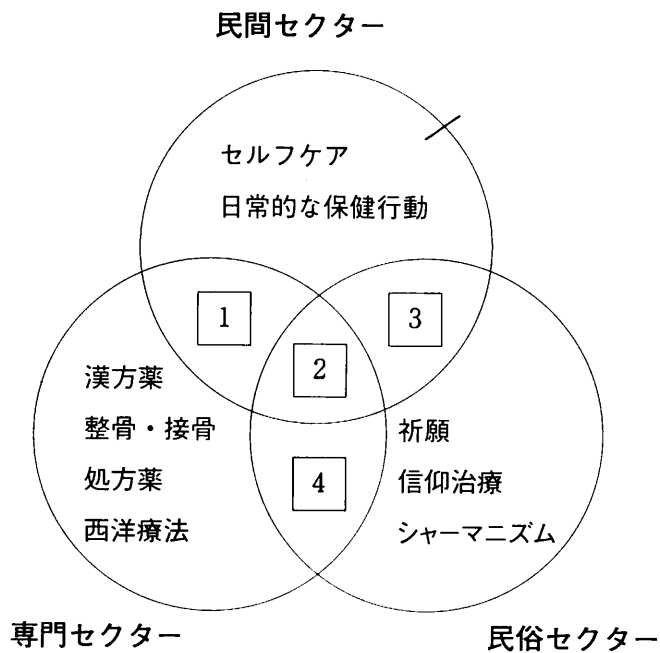 民間セクター
セルフケア
日常的な保健行動
1
3
2
漢方薬
整骨・接骨
処方薬
西洋療法
4
祈願
信仰治療
シャーマニズム
専門セクター
民俗セクター